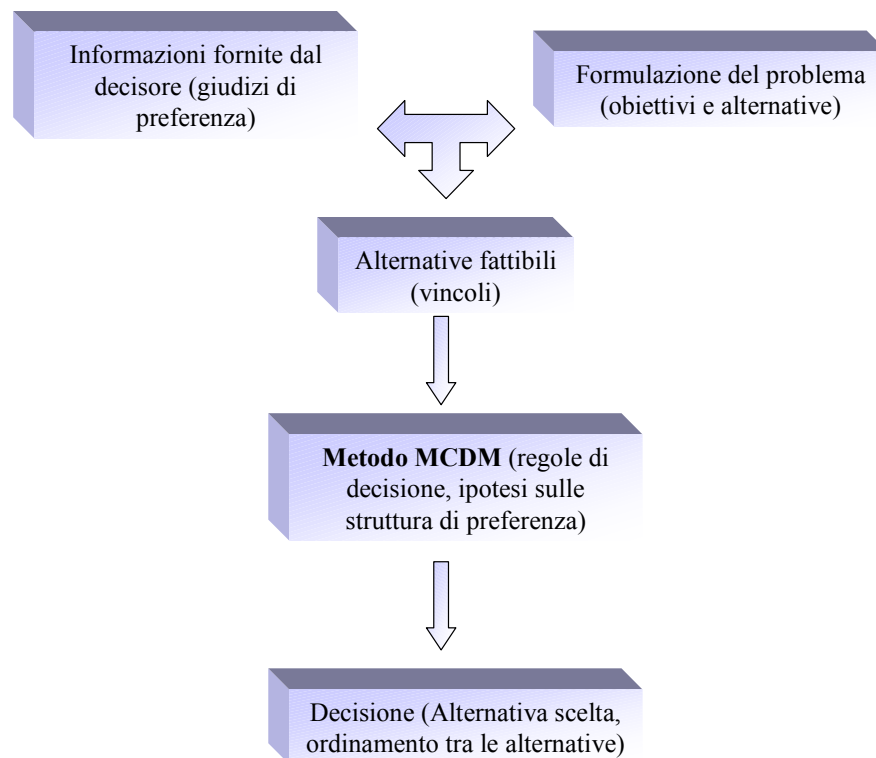 Informazioni fornite dal
decisore (giudizi di
preferenza)
Formulazione del problema
(obiettivi e alternative)
Alternative fattibili
(vincoli)
Metodo MCDM (regole di
decisione, ipotesi sulle
struttura di preferenza)
Decisione (Alternativa scelta,
ordinamento tra le alternative)